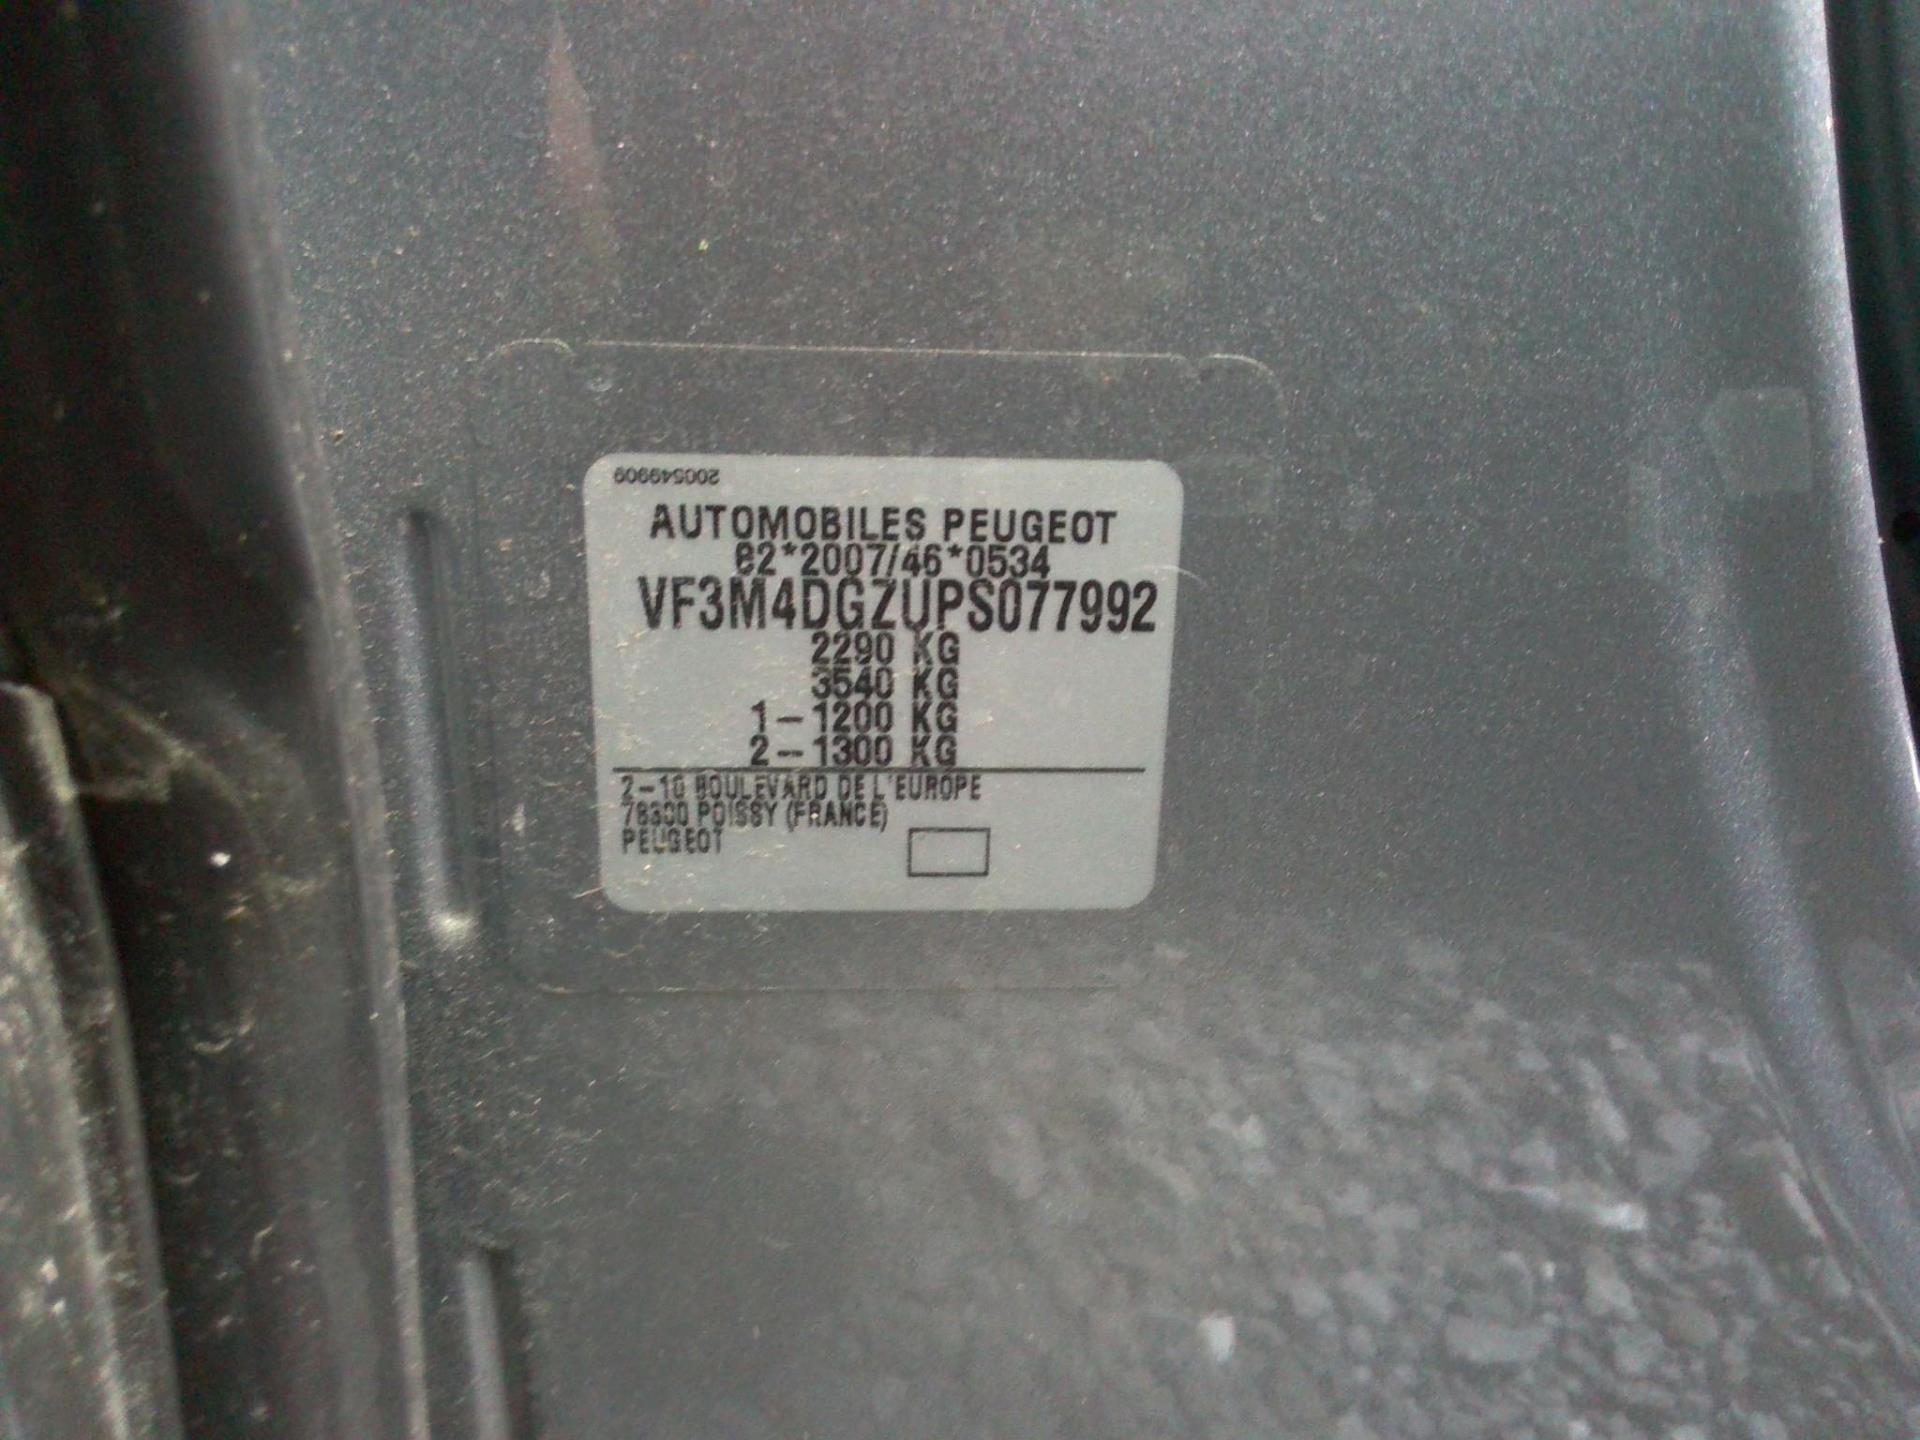 200549909
AUTOMOBILES PEUGEOT
e2*2007/46*0534
VF3M4DGZUPS077992
2290 KG
3540 KG
1-1200 KG
2-1300 KG
2-10 BOULEVARD DE L'EUROPE
78300 POISSY (FRANCE)
PEUGEOT